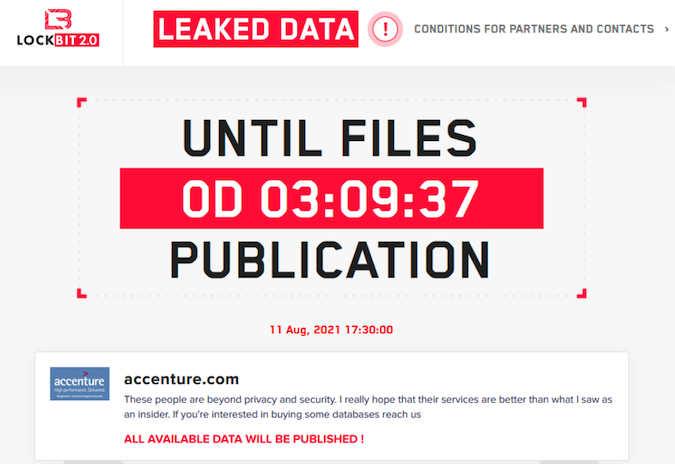 LOCKBIT 2.0
LEAKED DATA
!
CONDITIONS FOR PARTNERS AND CONTACTS ›
UNTIL FILES
0D 03:09:37
PUBLICATION
11 Aug, 2021 17:30:00
accenture
High performance. Delivered.
accenture.com
These people are beyond privacy and security. I really hope that their services are better than what I saw as
an insider. If you're interested in buying some databases reach us
ALL AVAILABLE DATA WILL BE PUBLISHED !